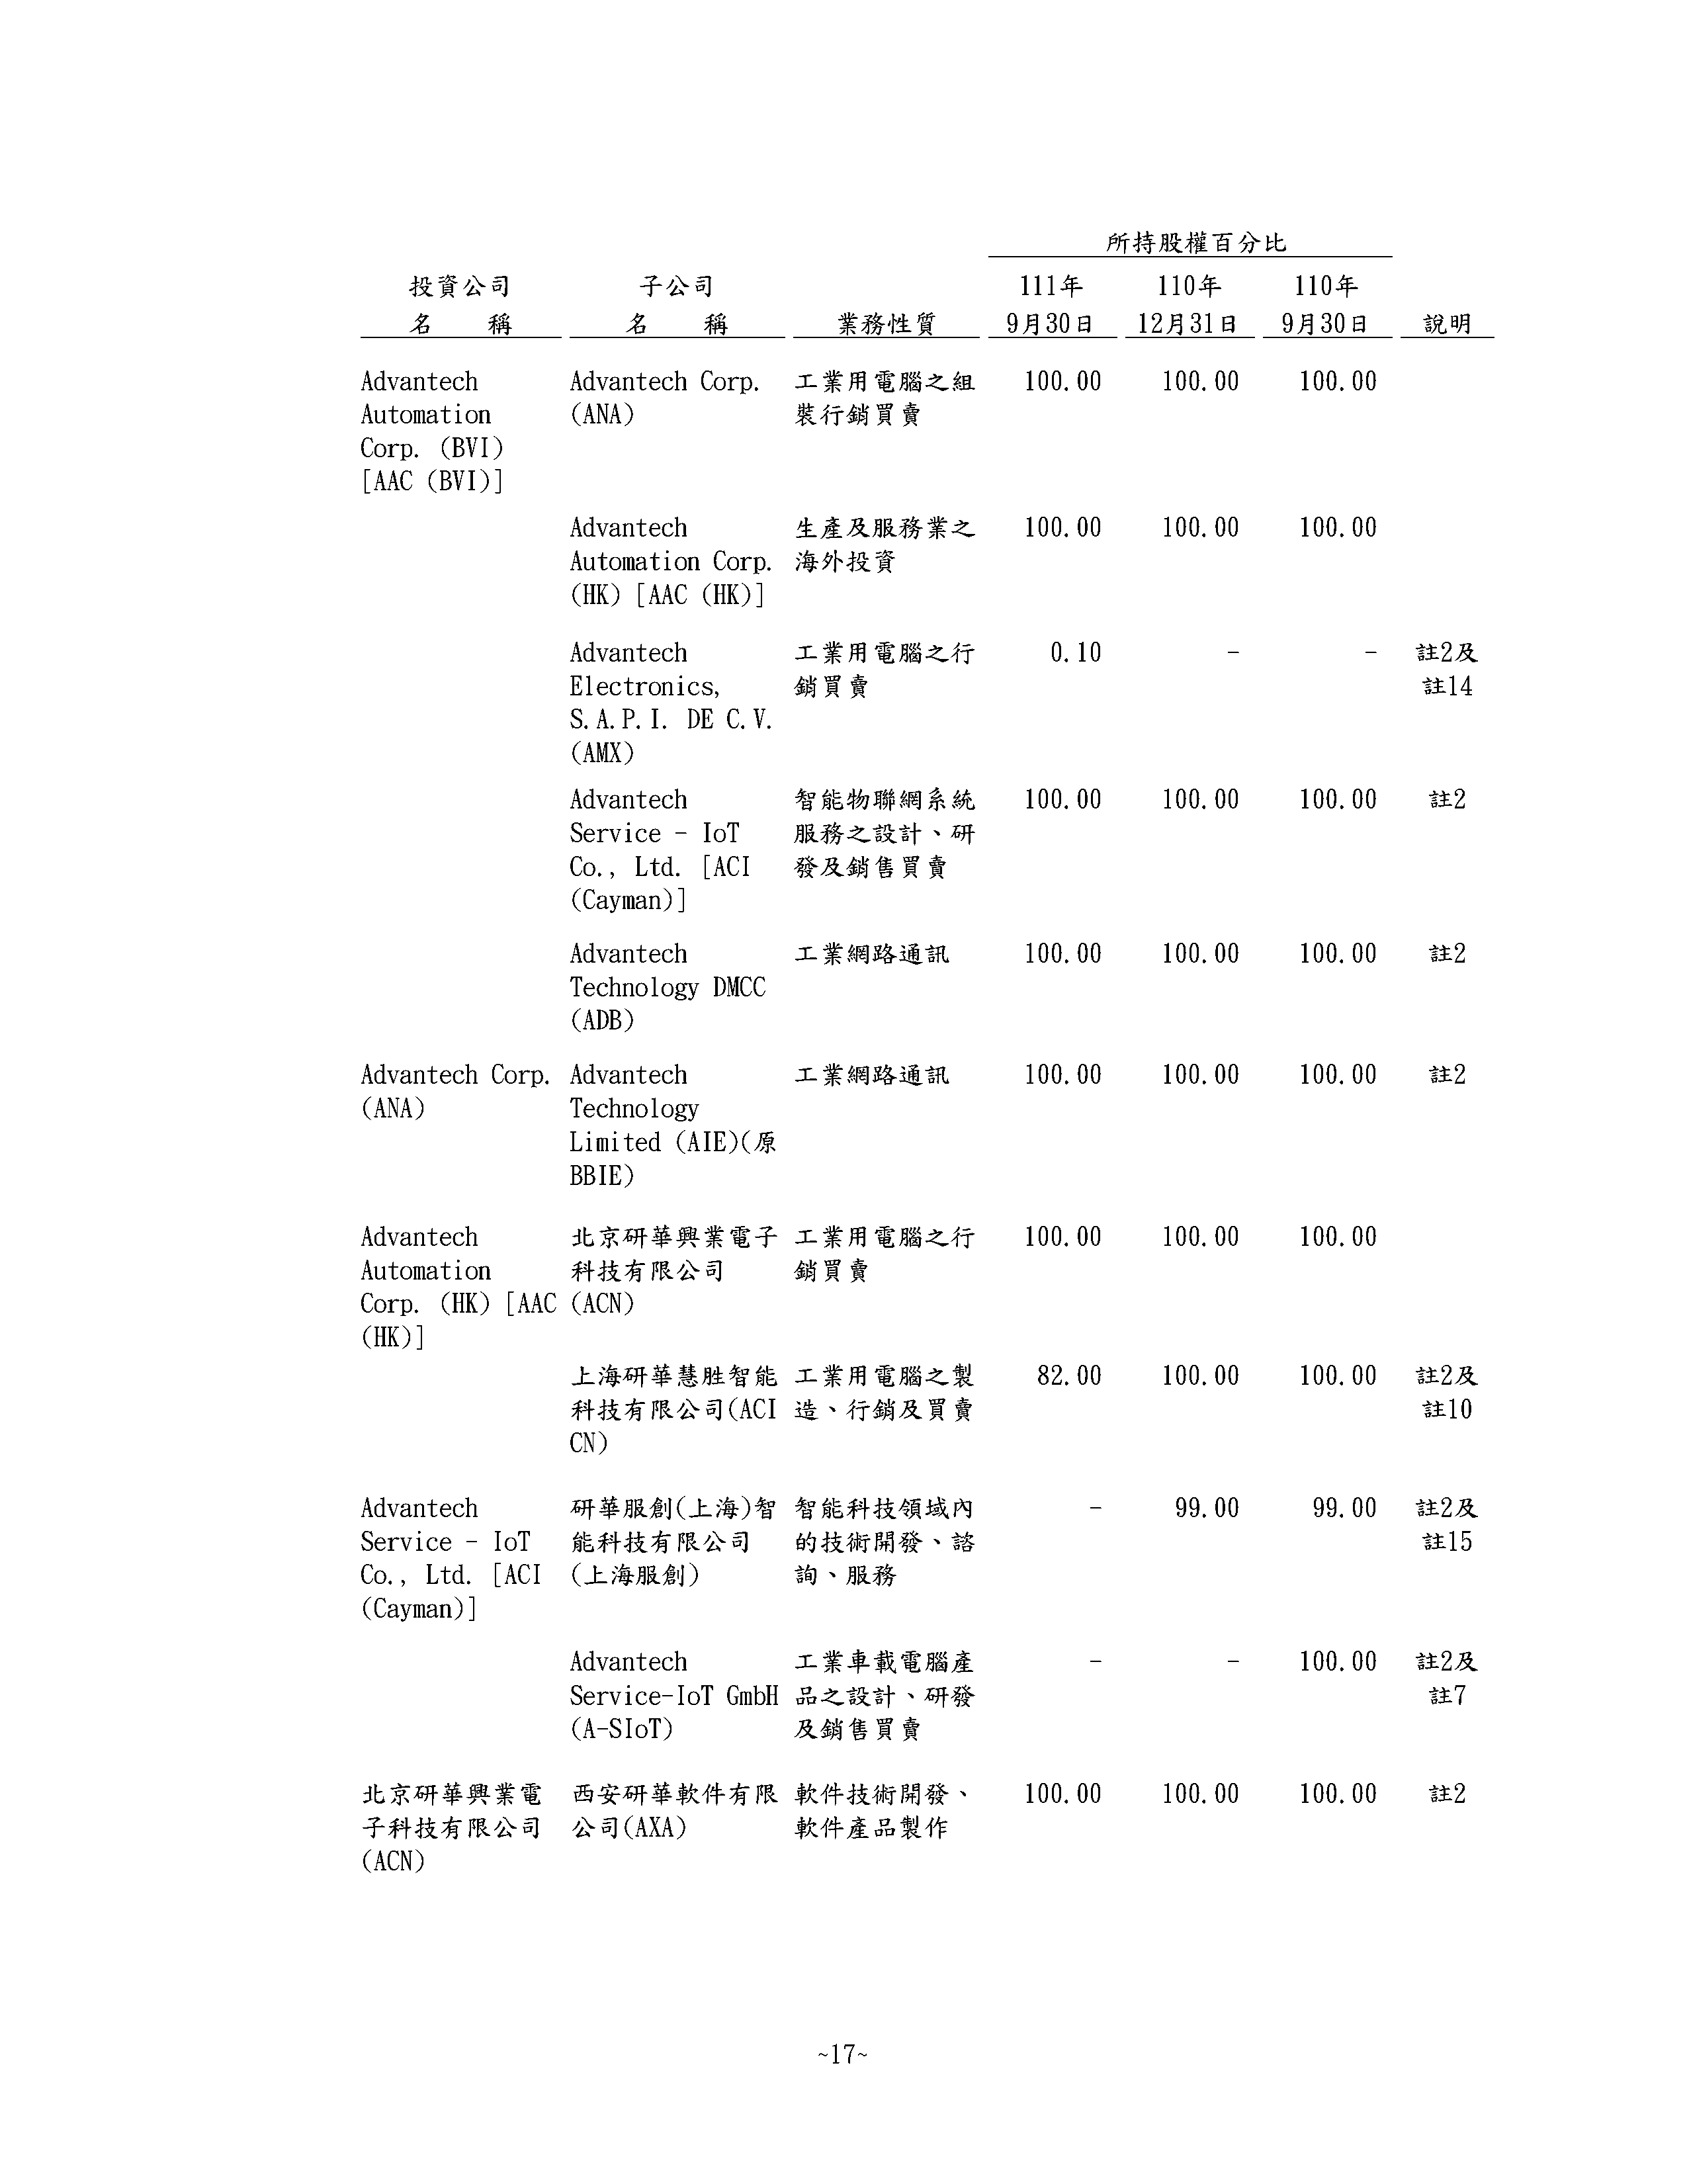 所持股權百分比
投資公司 子公司 111年 110年 110年
名 稱 名 稱 業務性質 9月30日 12月31日 9月30日 說明
Advantech Advantech Corp. 工業用電腦之組 100.00 100.00 100.00
Automation (ANA) 裝行銷買賣
Corp. (BVI)
[AAC (BVI)]
Advantech 生產及服務業之 100.00 100.00 100.00
Automation Corp. 海外投資
(HK) [AAC (HK)]
Advantech 工業用電腦之行 0.10 - - 註2及
Electronics, 銷買賣 註14
S.A.P.I. DE C.V.
(AMX)
Advantech 智能物聯網系統 100.00 100.00 100.00 註2
Service - IoT 服務之設計、研
Co., Ltd. [ACI 發及銷售買賣
(Cayman)]
Advantech 工業網路通訊 100.00 100.00 100.00 註2
Technology DMCC
(ADB)
Advantech Corp. Advantech 工業網路通訊 100.00 100.00 100.00 註2
(ANA) Technology
Limited (AIE)(原
BBIE)
Advantech 北京研華興業電子 工業用電腦之行 100.00 100.00 100.00
Automation 科技有限公司 銷買賣
Corp. (HK) [AAC (ACN)
(HK)]
上海研華慧胜智能 工業用電腦之製 82.00 100.00 100.00 註2及
科技有限公司(ACI 造、行銷及買賣 註10
CN)
Advantech 研華服創(上海)智 智能科技領域內 - 99.00 99.00 註2及
Service - IoT 能科技有限公司 的技術開發、諮 註15
Co., Ltd. [ACI (上海服創) 詢、服務
(Cayman)]
Advantech 工業車載電腦產 - - 100.00 註2及
Service-IoT GmbH 品之設計、研發 註7
(A-SIoT) 及銷售買賣
北京研華興業電 西安研華軟件有限 軟件技術開發、 100.00 100.00 100.00 註2
子科技有限公司 公司(AXA) 軟件產品製作
(ACN)
~17~